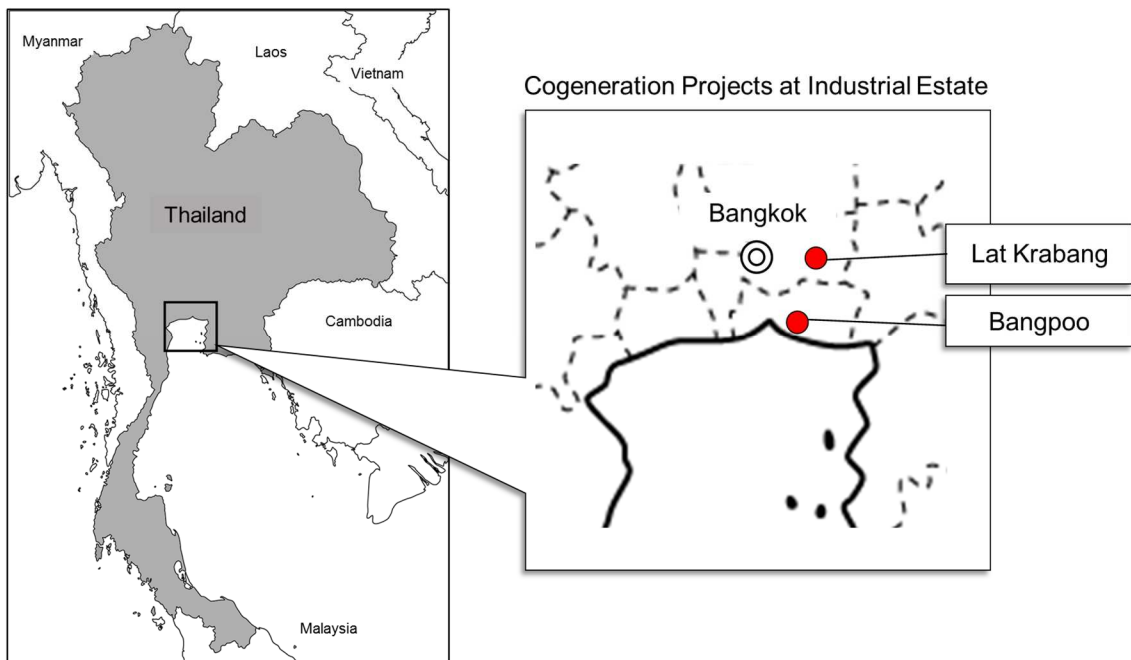 Myanmar
Laos
Vietnam
Thailand
Cambodia
Malaysia
Cogeneration Projects at Industrial Estate
Bangkok
Lat Krabang
Bangpoo